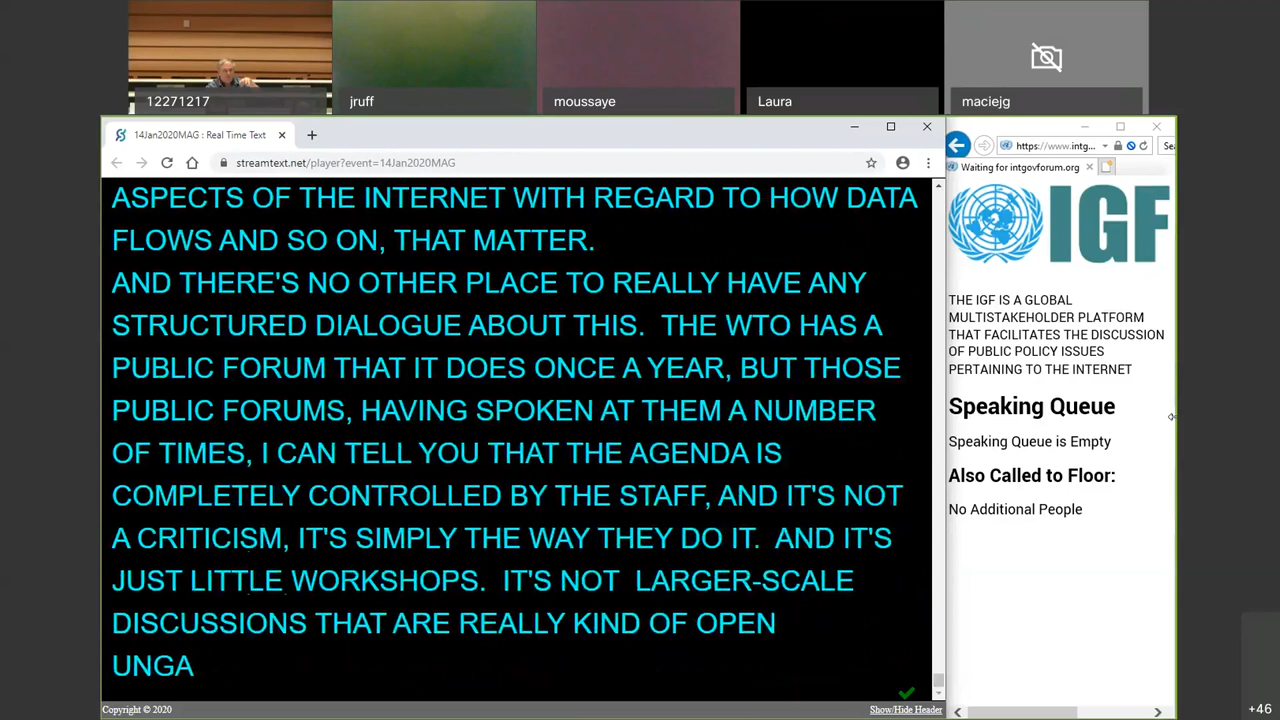 12271217
jruff
moussaye
Laura
maciejg
14Jan2020MAG : Real Time Text
streamtext.net/player?event=14Jan2020MAG
ASPECTS OF THE INTERNET WITH REGARD TO HOW DATA
FLOWS AND SO ON, THAT MATTER.
AND THERE'S NO OTHER PLACE TO REALLY HAVE ANY
STRUCTURED DIALOGUE ABOUT THIS.  THE WTO HAS A
PUBLIC FORUM THAT IT DOES ONCE A YEAR, BUT THOSE
PUBLIC FORUMS, HAVING SPOKEN AT THEM A NUMBER
OF TIMES, I CAN TELL YOU THAT THE AGENDA IS
COMPLETELY CONTROLLED BY THE STAFF, AND IT'S NOT
A CRITICISM, IT'S SIMPLY THE WAY THEY DO IT.  AND IT'S
JUST LITTLE WORKSHOPS.  IT'S NOT  LARGER-SCALE
DISCUSSIONS THAT ARE REALLY KIND OF OPEN
UNGA
Copyright © 2020
Show/Hide Header
https://www.intg...
Sea
Waiting for intgovforum.org
IGF
THE IGF IS A GLOBAL
MULTISTAKEHOLDER PLATFORM
THAT FACILITATES THE DISCUSSION
OF PUBLIC POLICY ISSUES
PERTAINING TO THE INTERNET
Speaking Queue
Speaking Queue is Empty
Also Called to Floor:
No Additional People
+46